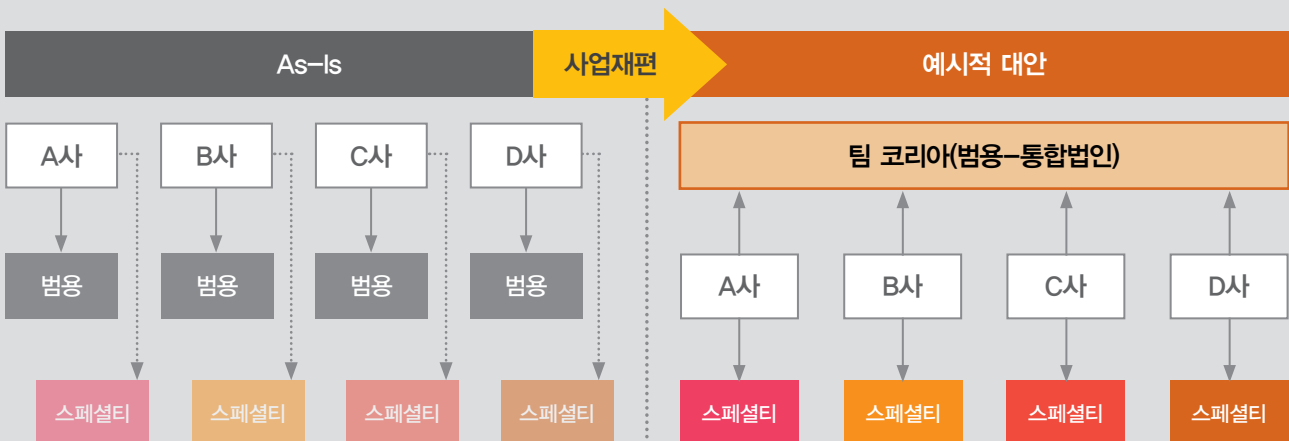 As-Is
사업재편
예시적 대안
A사
B사
C사
D사
범용
범용
범용
범용
스페셜티
스페셜티
스페셜티
스페셜티
팀 코리아(범용-통합법인)
A사
B사
C사
D사
스페셜티
스페셜티
스페셜티
스페셜티